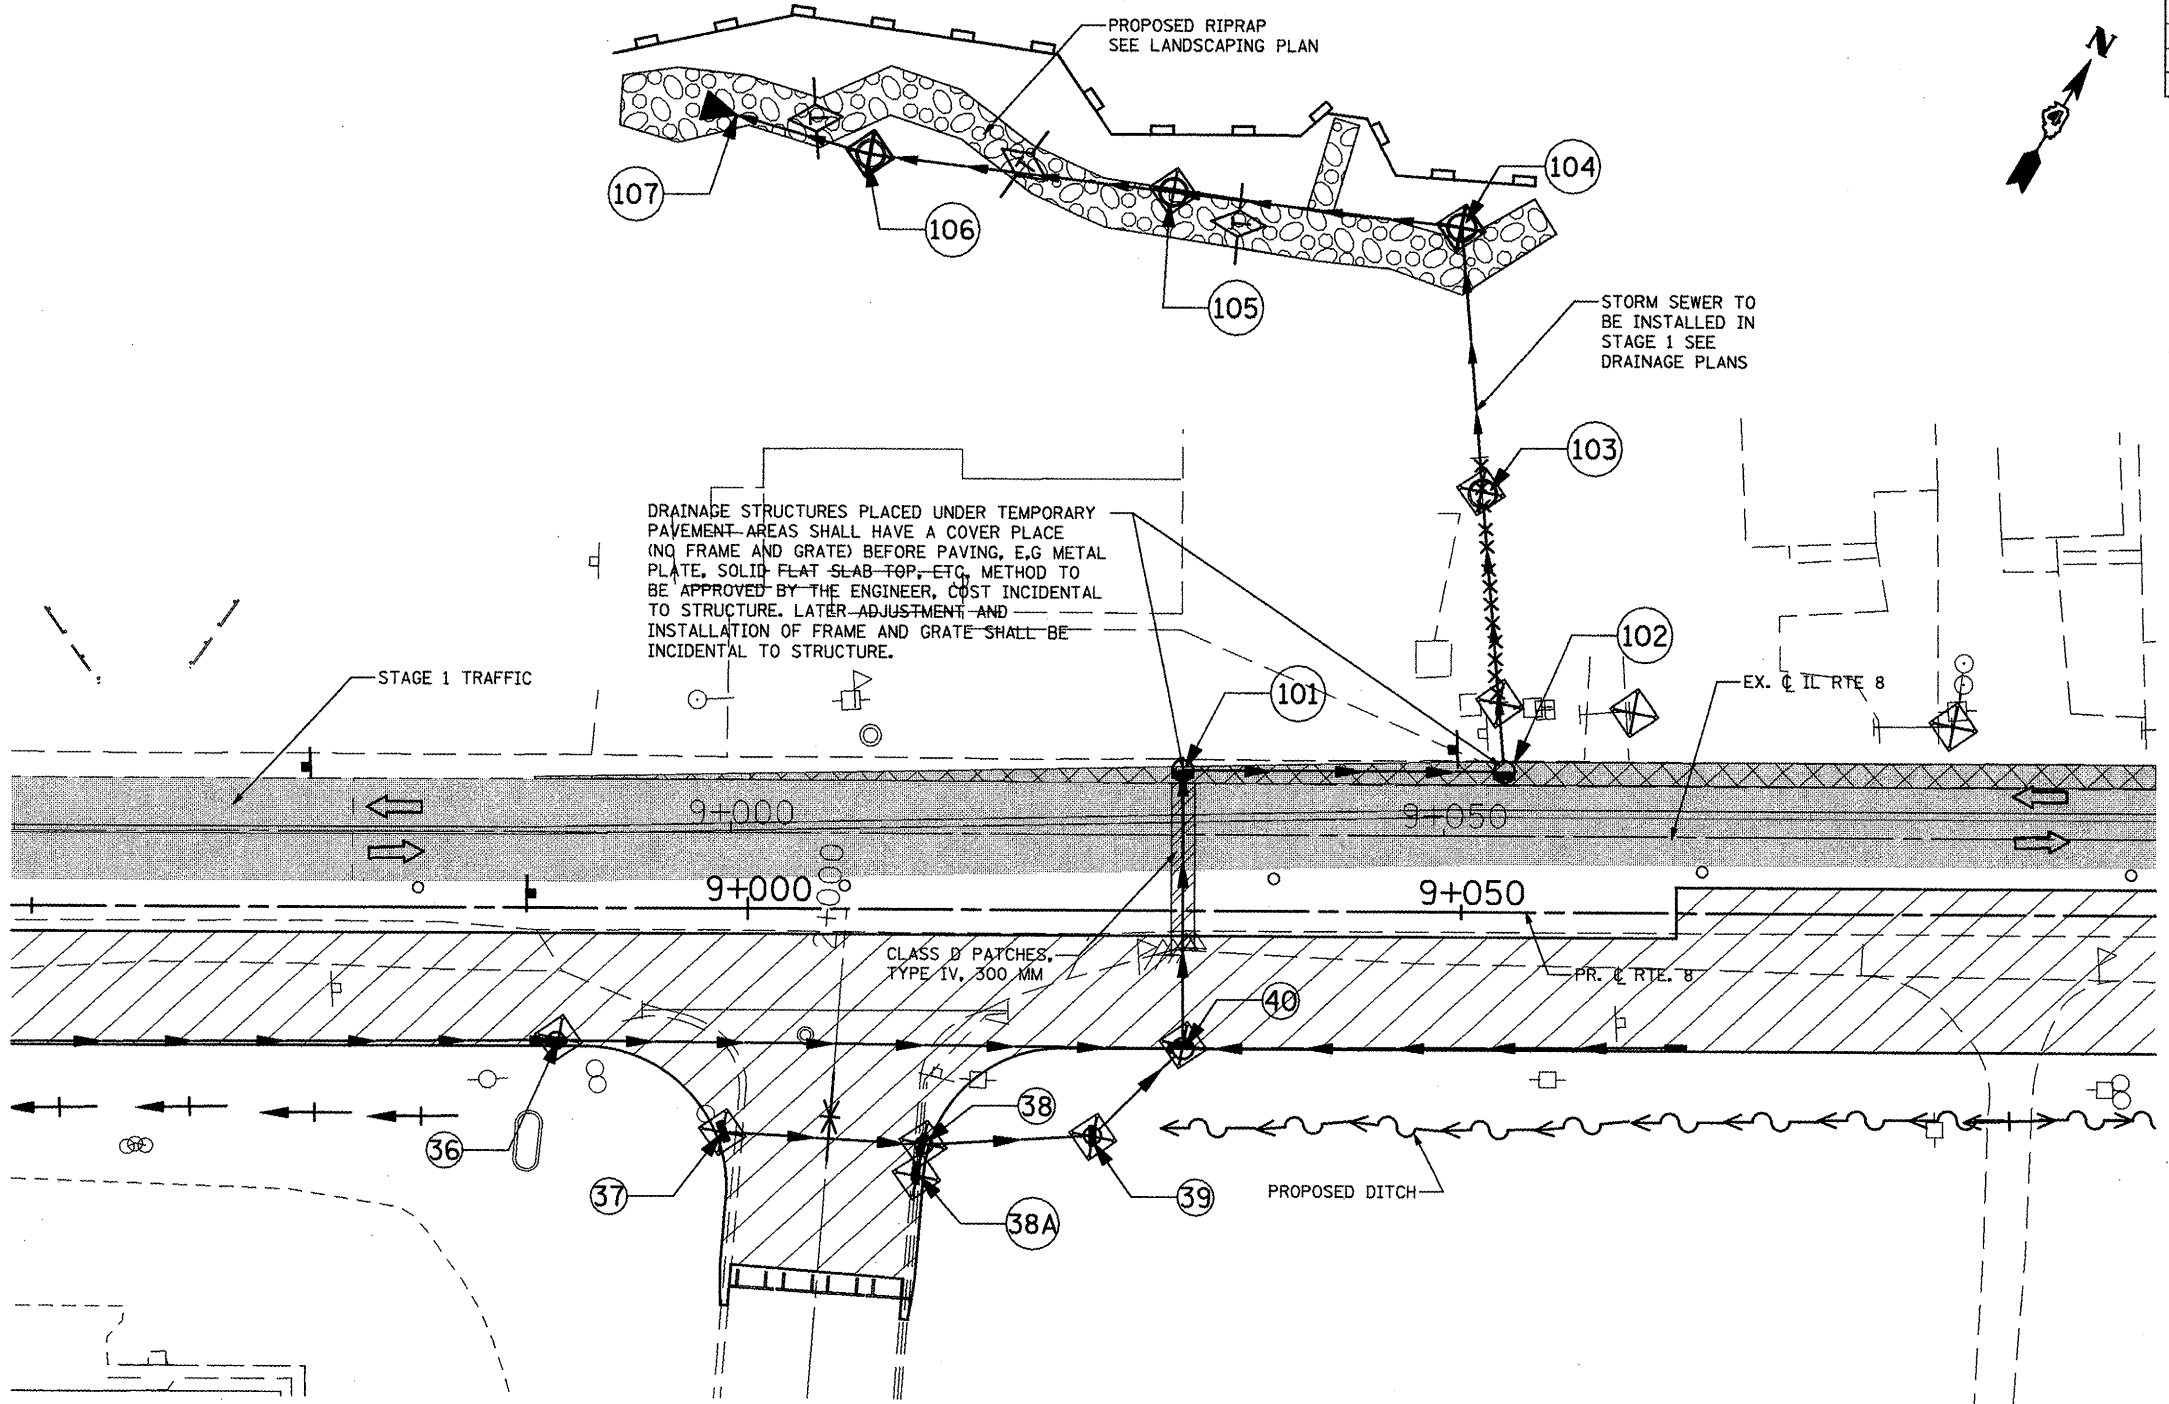 PROPOSED RIPRAP
SEE LANDSCAPING PLAN
N
107
106
105
104
STORM SEWER TO
BE INSTALLED IN
STAGE 1 SEE
DRAINAGE PLANS
103
DRAINAGE STRUCTURES PLACED UNDER TEMPORARY
PAVEMENT AREAS SHALL HAVE A COVER PLACE
(NO FRAME AND GRATE) BEFORE PAVING, E.G METAL
PLATE, SOLID FLAT SLAB TOP, ETC. METHOD TO
BE APPROVED BY THE ENGINEER, COST INCIDENTAL
TO STRUCTURE. LATER ADJUSTMENT AND
INSTALLATION OF FRAME AND GRATE SHALL BE
INCIDENTAL TO STRUCTURE.
102
STAGE 1 TRAFFIC
101
EX. ℄ IL RTE 8
9+000
9+050
9+000
9+050
4+000
CLASS D PATCHES,
TYPE IV, 300 MM
PR. ℄ RTE. 8
40
38
36
37
39
38A
PROPOSED DITCH